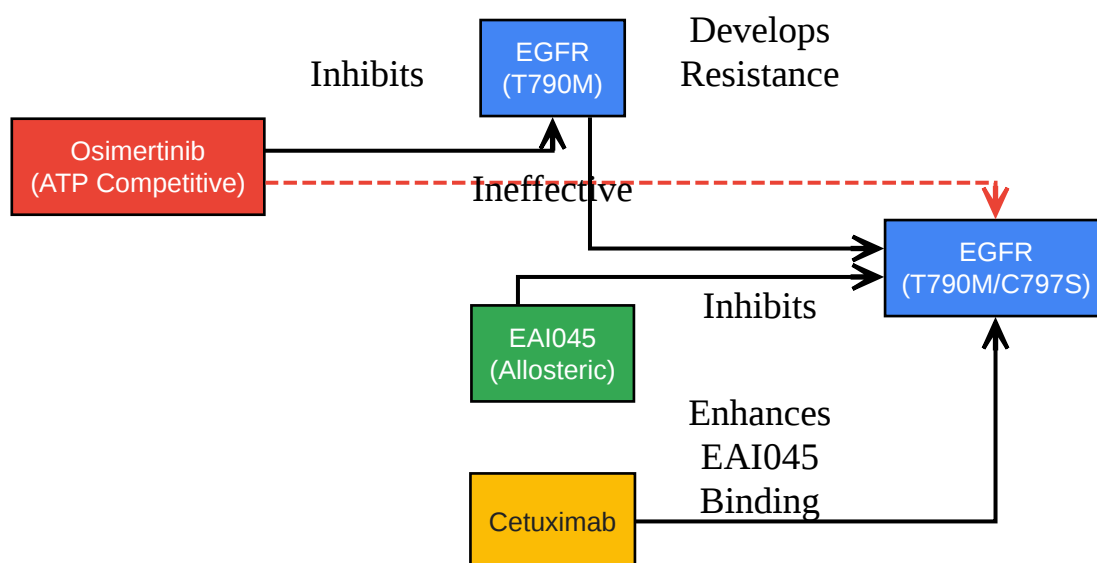 Develops
Resistance
EGFR
(T790M)
Inhibits
Osimertinib
(ATP Competitive)
Ineffective
EGFR
(T790M/C797S)
Inhibits
EAI045
(Allosteric)
Enhances
EAI045
Binding
Cetuximab